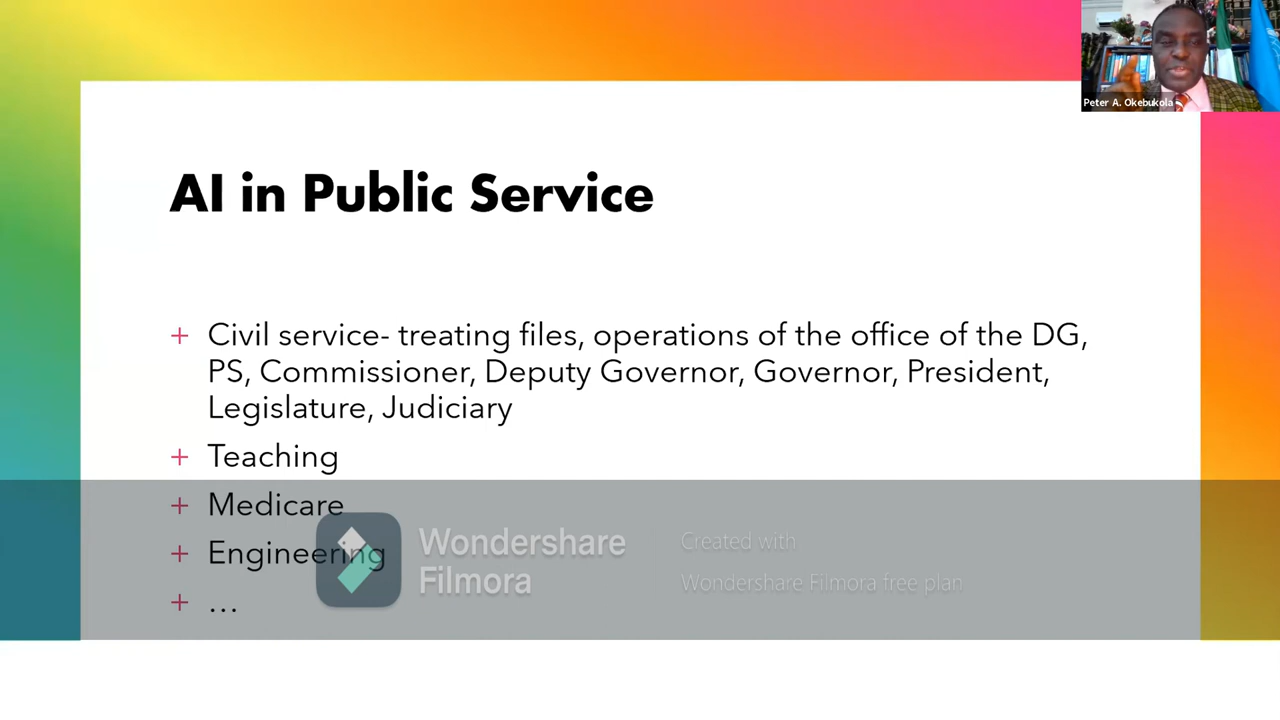 Peter A. Okebukola
AI in Public Service
+ Civil service- treating files, operations of the office of the DG,
PS, Commissioner, Deputy Governor, Governor, President,
Legislature, Judiciary
+ Teaching
+ Medicare
+ Engineering
+ …
Wondershare
Filmora
Created with
Wondershare Filmora free plan